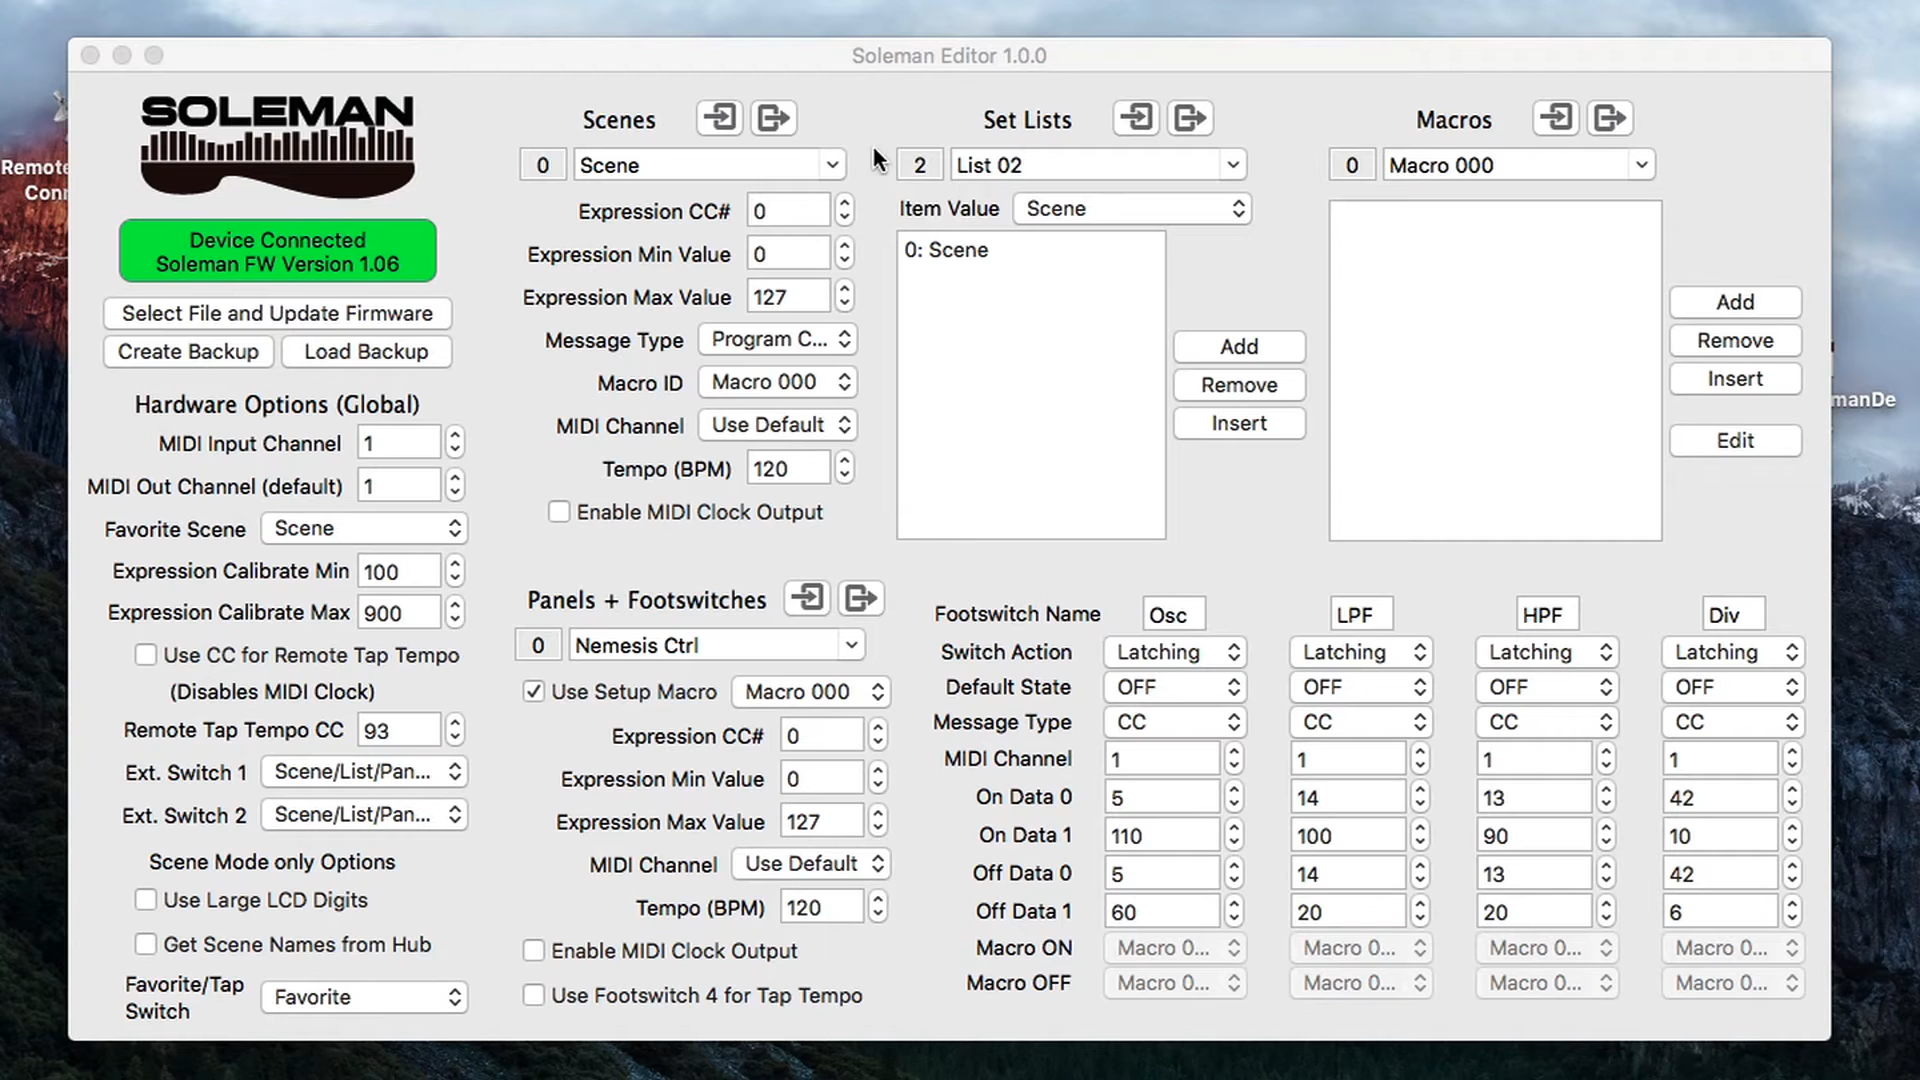 Soleman Editor 1.0.0
SOLEMAN
Device Connected
Soleman FW Version 1.06
Select File and Update Firmware
Create Backup
Load Backup
Hardware Options (Global)
MIDI Input Channel 1
MIDI Out Channel (default) 1
Favorite Scene Scene
Expression Calibrate Min 100
Expression Calibrate Max 900
Use CC for Remote Tap Tempo
(Disables MIDI Clock)
Remote Tap Tempo CC 93
Ext. Switch 1 Scene/List/Pan...
Ext. Switch 2 Scene/List/Pan...
Scene Mode only Options
Use Large LCD Digits
Get Scene Names from Hub
Favorite/Tap
Switch
Favorite
Scenes
0 Scene
Expression CC# 0
Expression Min Value 0
Expression Max Value 127
Message Type Program C...
Macro ID Macro 000
MIDI Channel Use Default
Tempo (BPM) 120
Enable MIDI Clock Output
Set Lists
2 List 02
Item Value Scene
0: Scene
Add
Remove
Insert
Macros
0 Macro 000
Add
Remove
Insert
Edit
Panels + Footswitches
0 Nemesis Ctrl
Use Setup Macro Macro 000
Expression CC# 0
Expression Min Value 0
Expression Max Value 127
MIDI Channel Use Default
Tempo (BPM) 120
Enable MIDI Clock Output
Use Footswitch 4 for Tap Tempo
Footswitch Name Osc LPF HPF Div
Switch Action Latching Latching Latching Latching
Default State OFF OFF OFF OFF
Message Type CC CC CC CC
MIDI Channel 1 1 1 1
On Data 0 5 14 13 42
On Data 1 110 100 90 10
Off Data 0 5 14 13 42
Off Data 1 60 20 20 6
Macro ON Macro 0... Macro 0... Macro 0... Macro 0...
Macro OFF Macro 0... Macro 0... Macro 0... Macro 0...
Remote
Conn
manDe